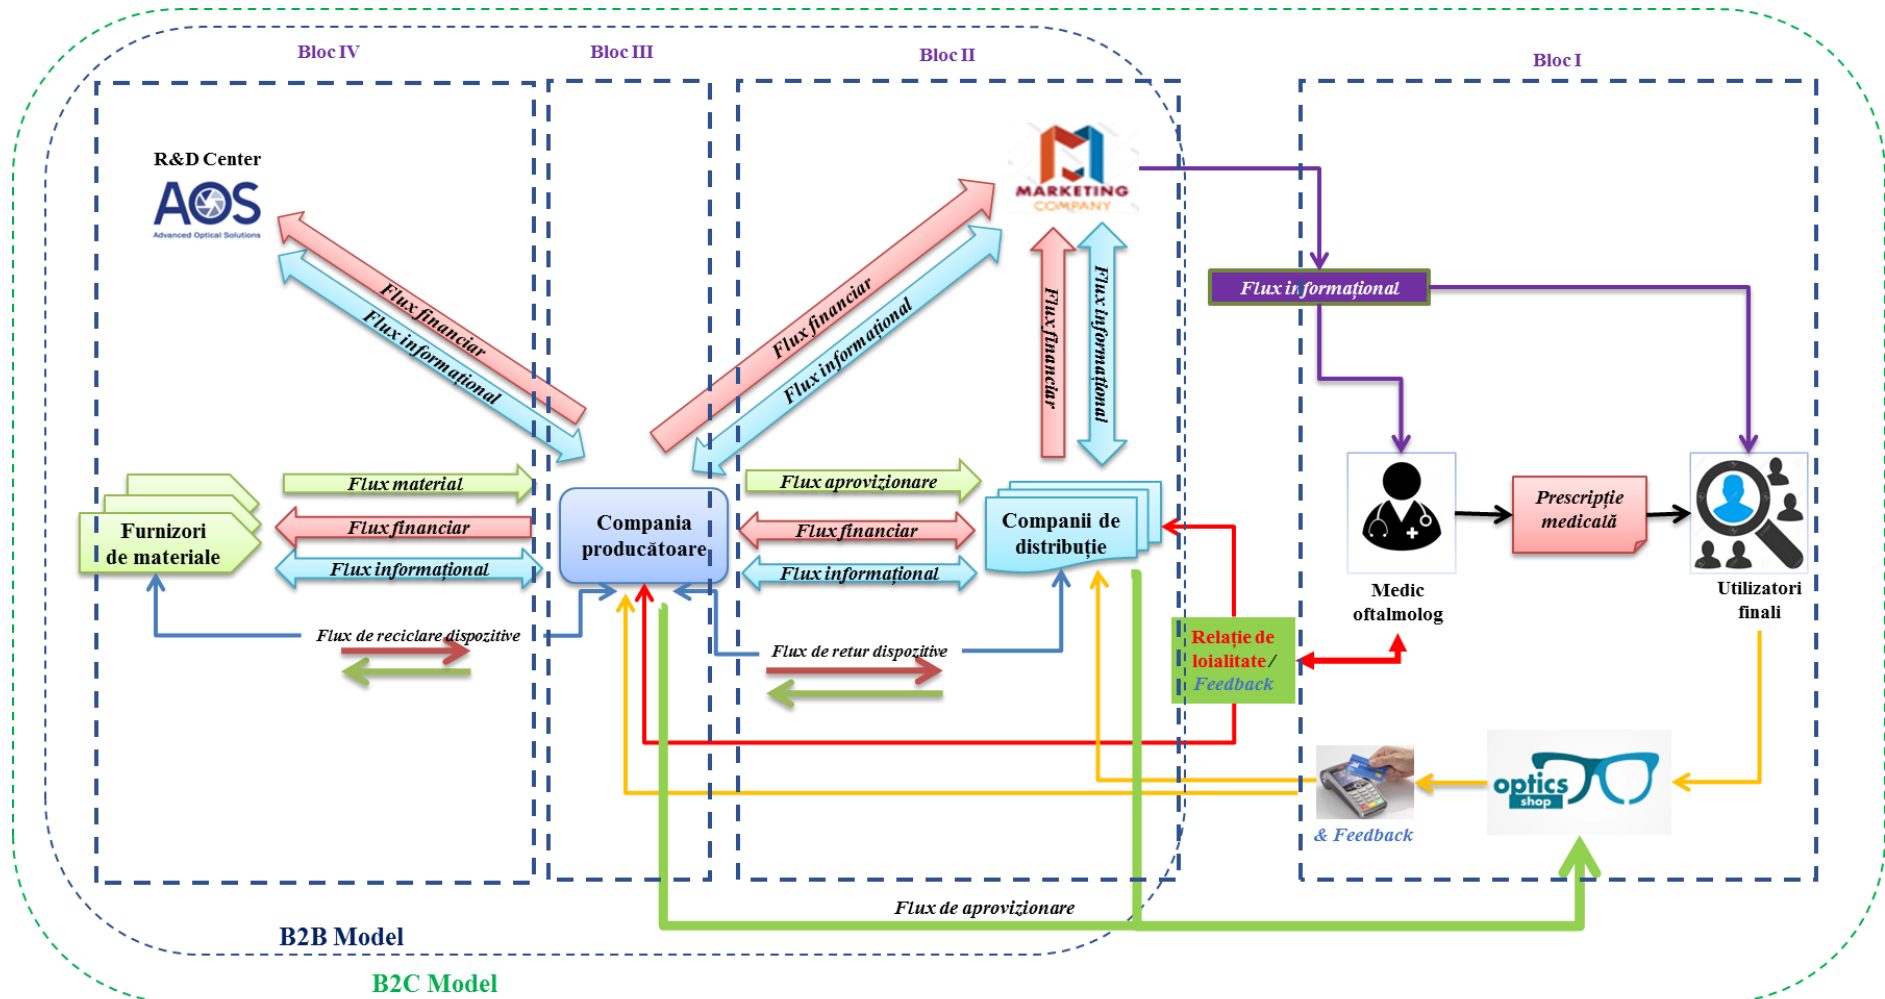 Bloc IV
Bloc III
Bloc II
Bloc I
R&D Center
AOS
Advanced Optical Solutions
MARKETING
COMPANY
Flux financiar
Flux informațional
Flux financiar
Flux informațional
Flux financiar
Flux informațional
Flux informațional
Furnizori
de materiale
Flux material
Flux financiar
Flux informațional
Compania
producătoare
Flux aprovizionare
Flux financiar
Flux informațional
Companii de
distribuție
Prescripție
medicală
Medic
oftalmolog
Utilizatori
finali
Flux de reciclare dispozitive
Flux de retur dispozitive
Relație de
loialitate /
Feedback
optics
shop
& Feedback
Flux de aprovizionare
B2B Model
B2C Model